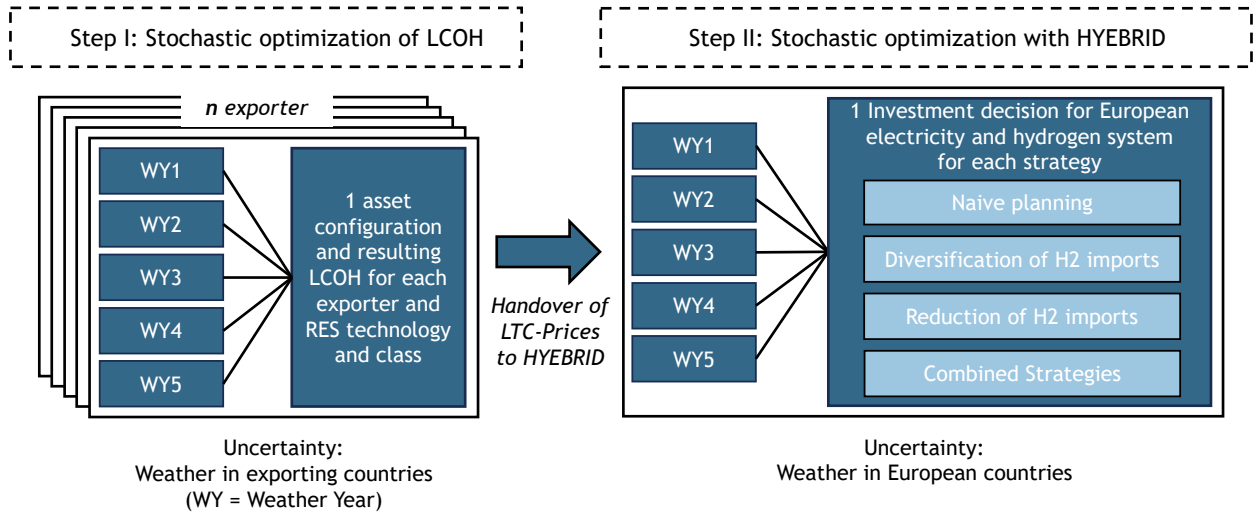 Step I: Stochastic optimization of LCOH
Step II: Stochastic optimization with HYEBRID
n exporter
WY1
WY2
WY3
WY4
WY5
1 asset
configuration
and resulting
LCOH for each
exporter and
RES technology
and class
Handover of
LTC-Prices
to HYEBRID
WY1
WY2
WY3
WY4
WY5
1 Investment decision for European
electricity and hydrogen system
for each strategy
Naive planning
Diversification of H2 imports
Reduction of H2 imports
Combined Strategies
Uncertainty:
Weather in exporting countries
(WY = Weather Year)
Uncertainty:
Weather in European countries